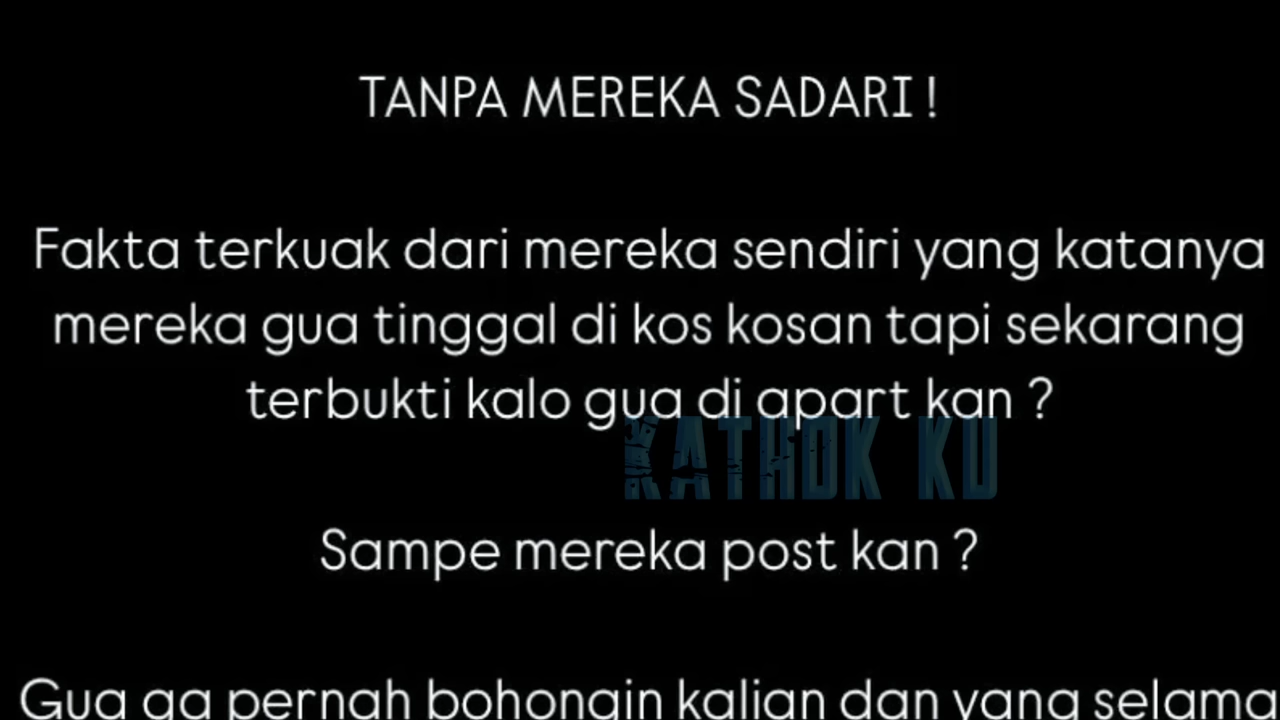 TANPA MEREKA SADARI !
Fakta terkuak dari mereka sendiri yang katanya
mereka gua tinggal di kos kosan tapi sekarang
terbukti kalo gua di apart kan ?
KATHOK KU
Sampe mereka post kan ?
Gua ga pernah bohongin kalian dan yang selama